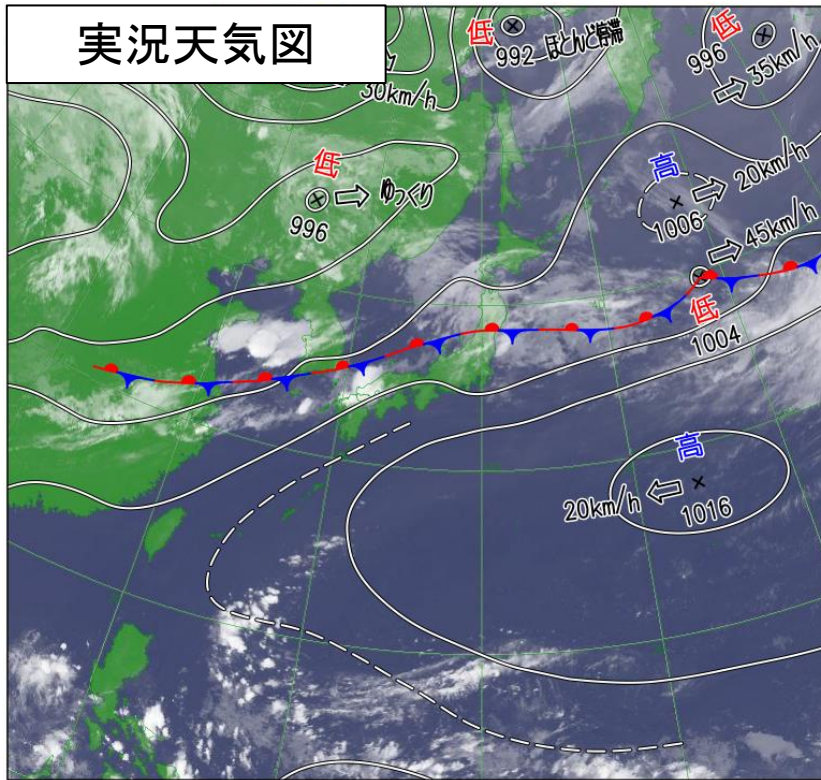 実況天気図
30km/h
低
992 ほとんど停滞
低
996
35km/h
低
996
ゆっくり
高
1006
20km/h
45km/h
低
1004
高
1016
20km/h